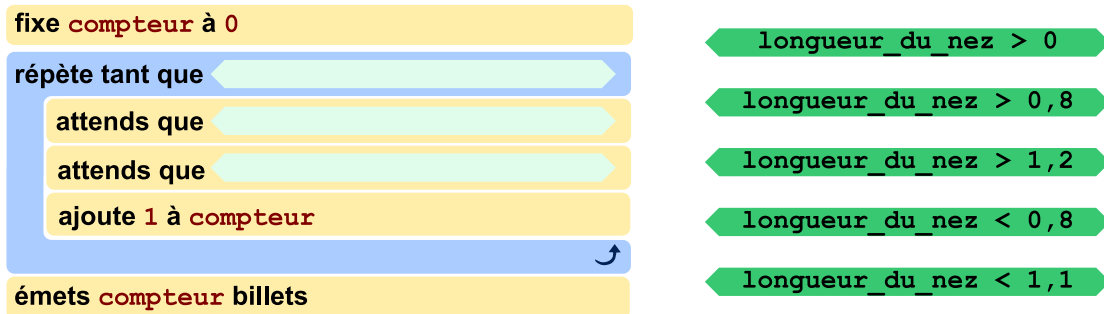 fixe compteur à 0
répète tant que
attends que
attends que
ajoute 1 à compteur
émets compteur billets
longueur_du_nez > 0
longueur_du_nez > 0,8
longueur_du_nez > 1,2
longueur_du_nez < 0,8
longueur_du_nez < 1,1